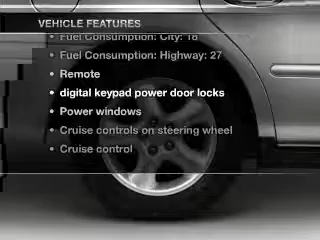 VEHICLE FEATURES
• Fuel Consumption: City: 18
• Fuel Consumption: Highway: 27
• Remote
• digital keypad power door locks
• Power windows
• Cruise controls on steering wheel
• Cruise control